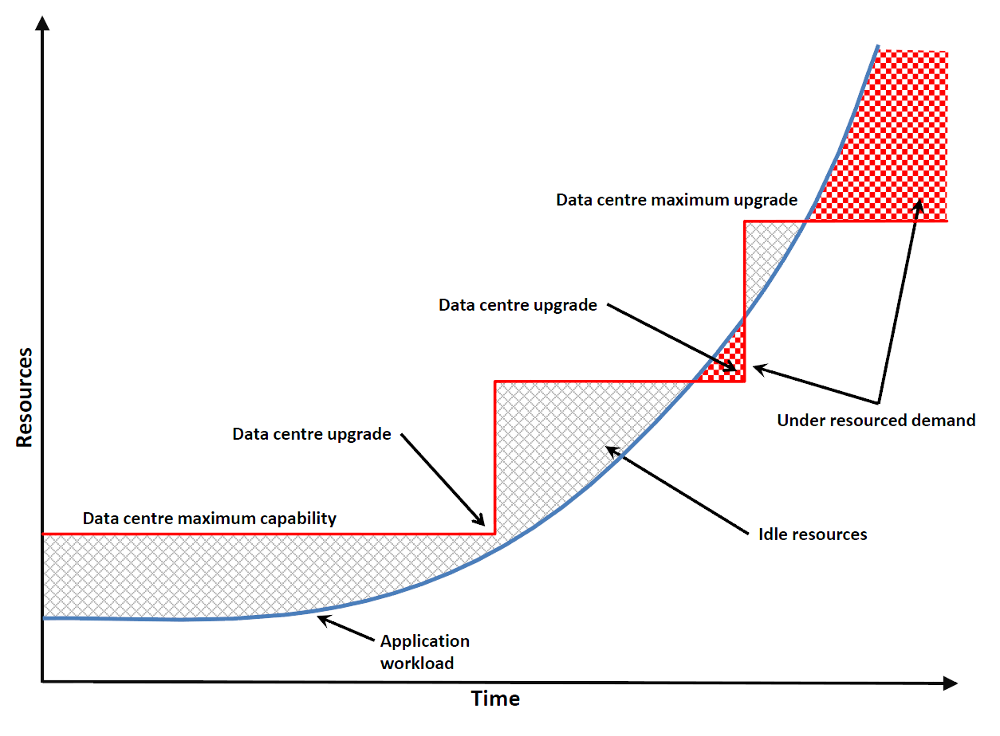 Data centre maximum upgrade
Data centre upgrade
Resources
Under resourced demand
Data centre upgrade
Data centre maximum capability
Idle resources
Application
workload
Time